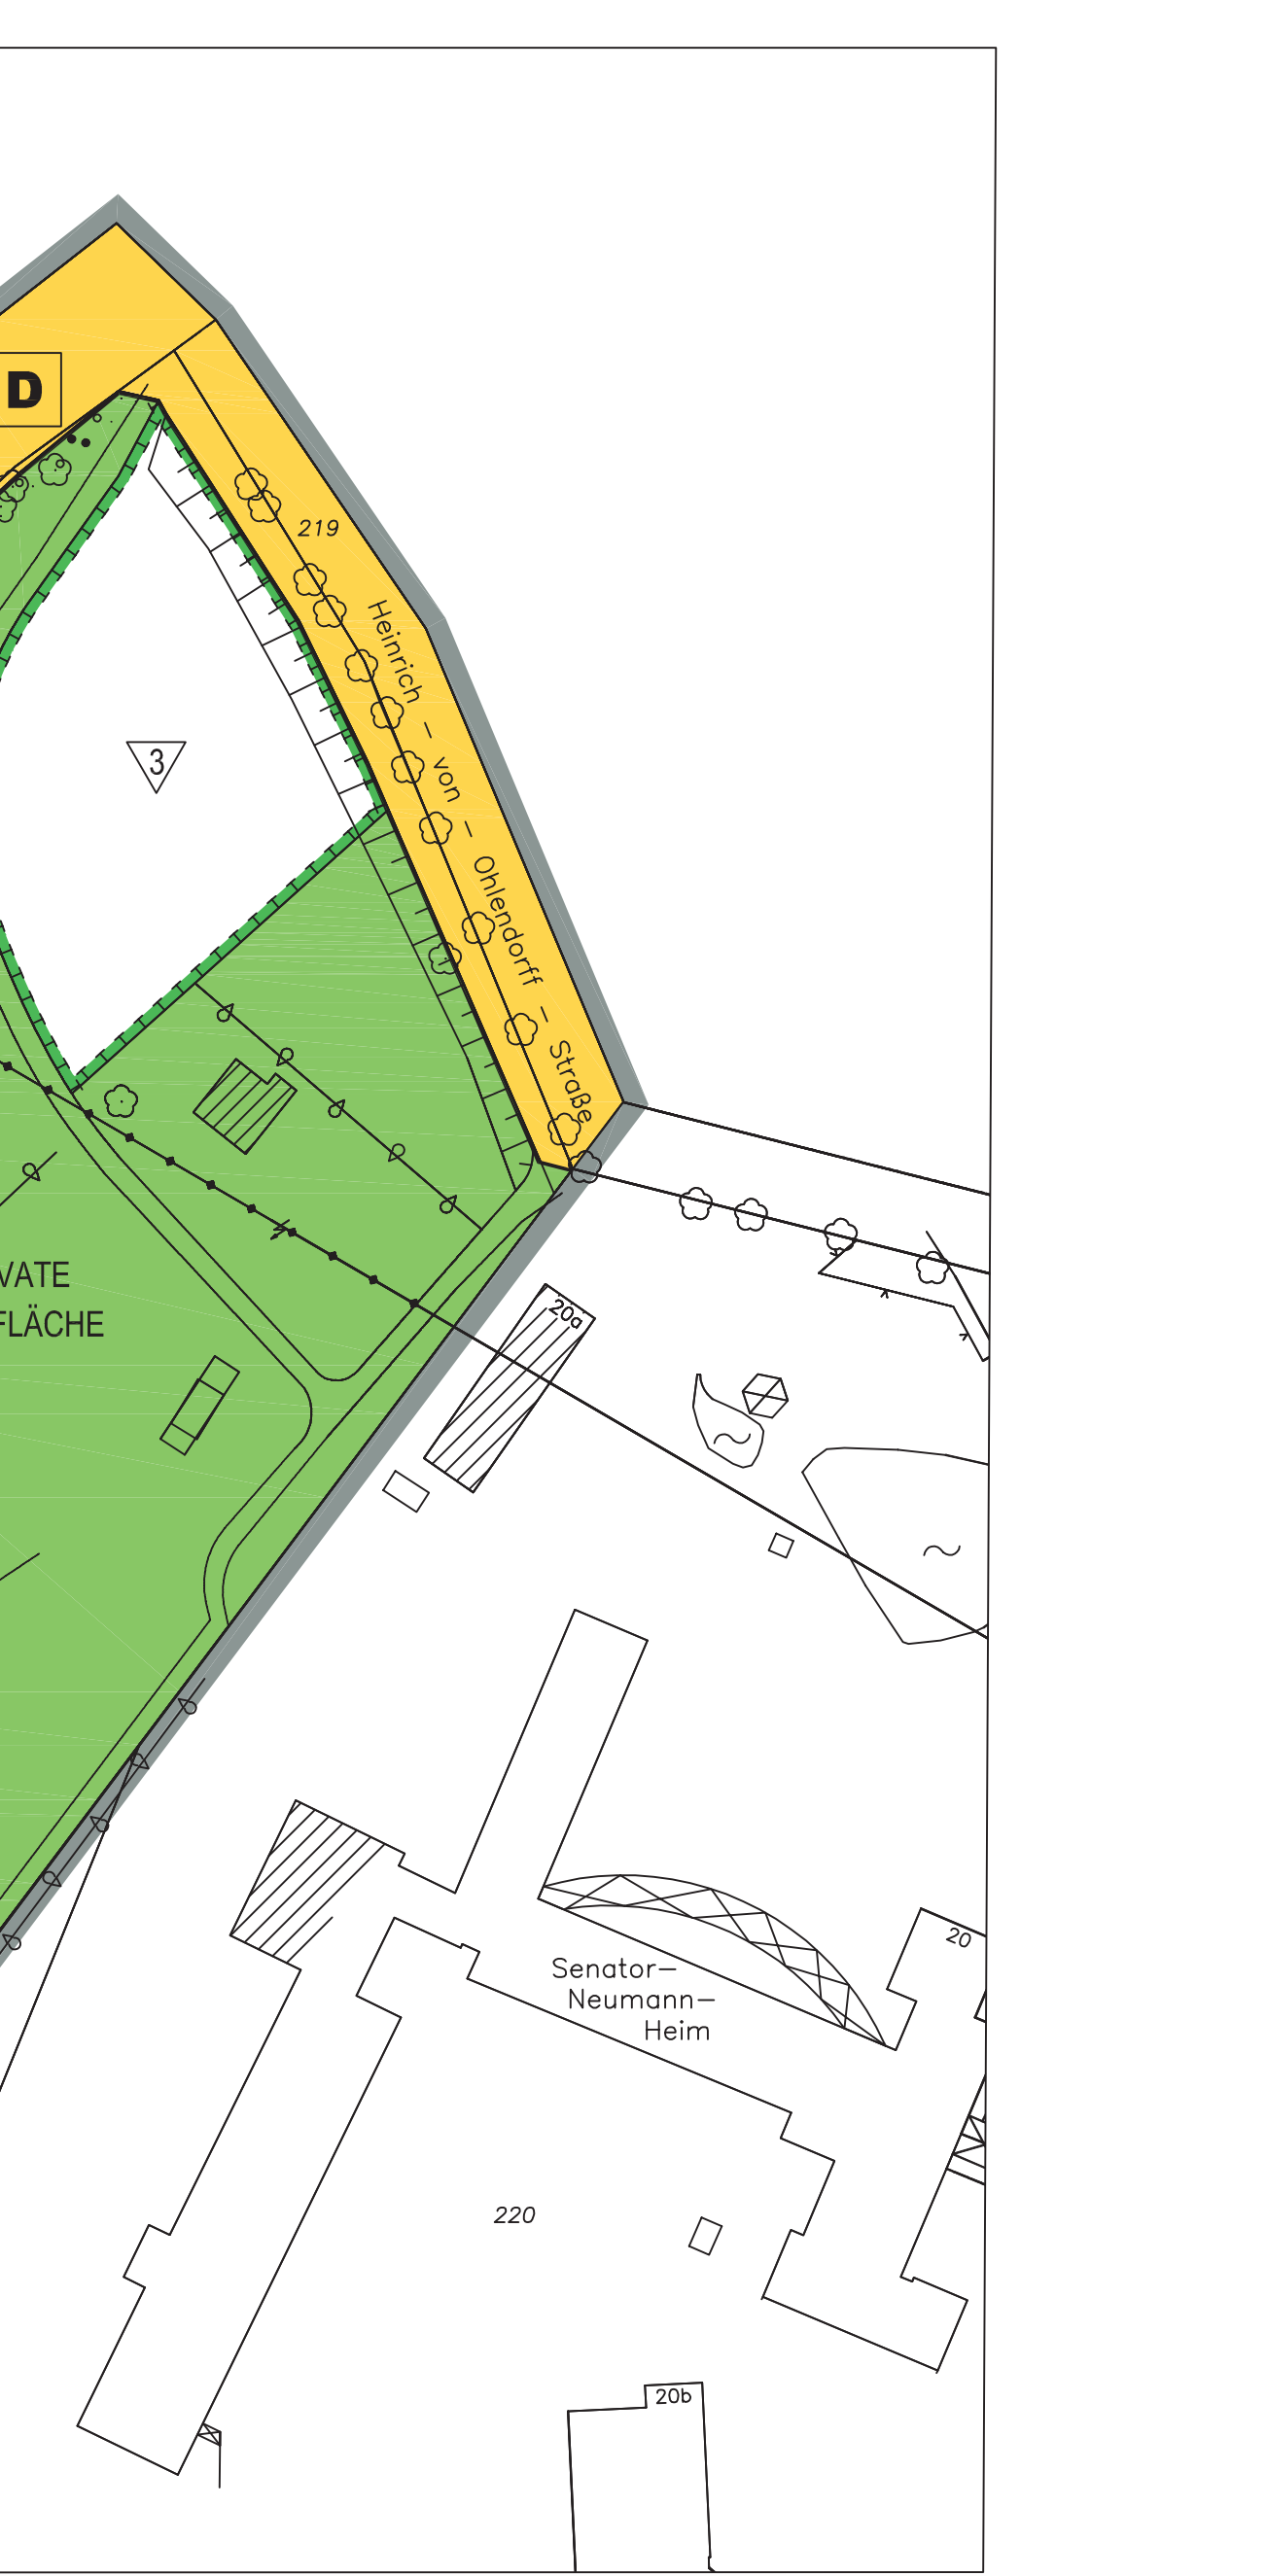 D
219
Heinrich – von – Ohlendorff – Straße
3
VATE
FLÄCHE
20a
20
Senator–
Neumann–
Heim
220
20b